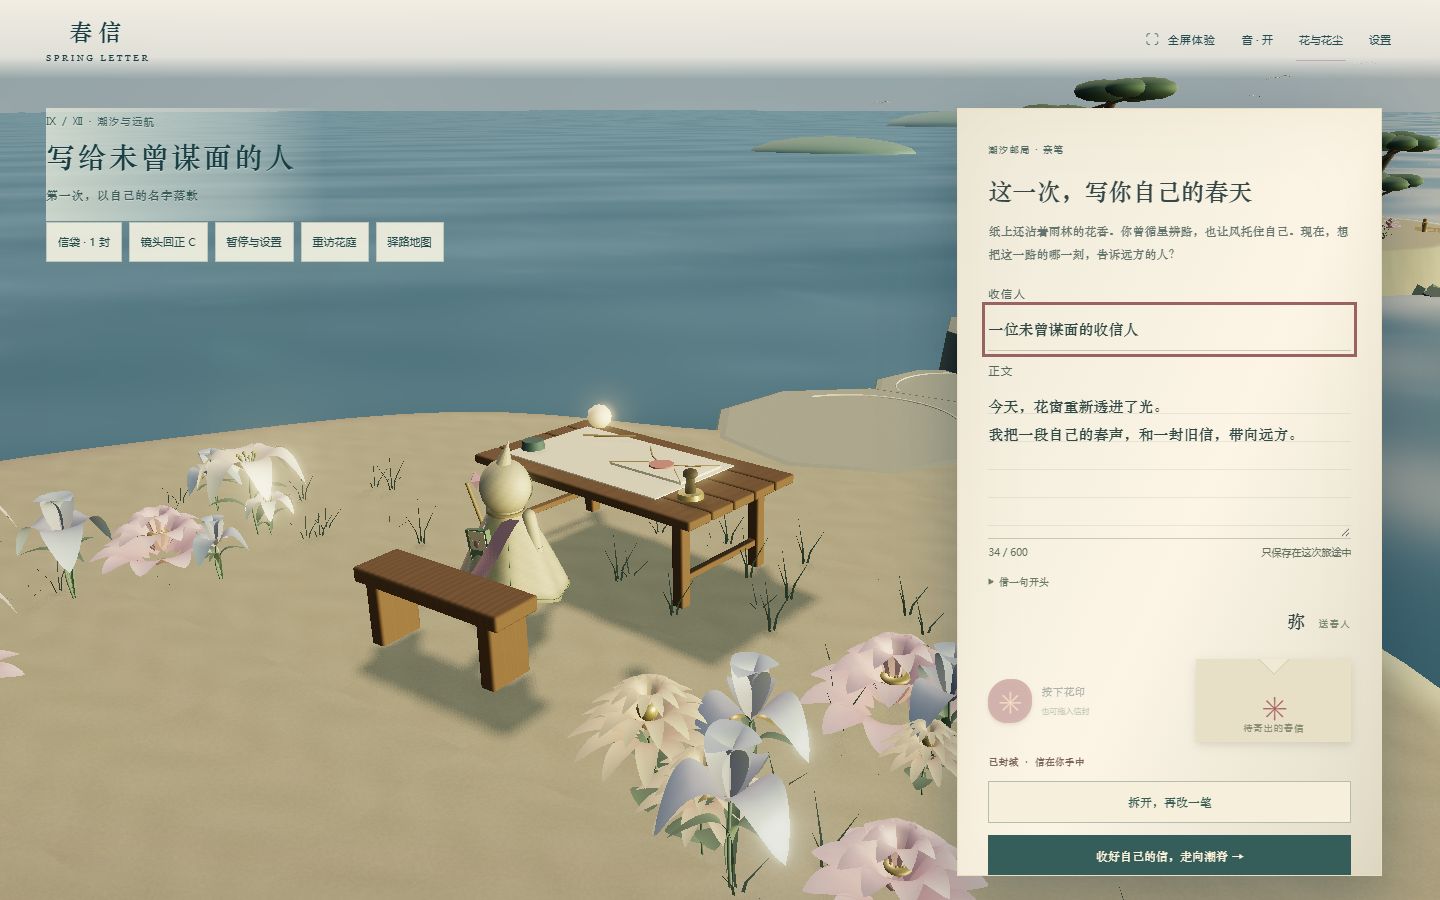 春信
SPRING LETTER
全屏体验
音 · 开
花与花尘
设置
Ⅸ / Ⅻ · 潮汐与远航
写给未曾谋面的人
第一次，以自己的名字落款
信袋 · 1 封
镜头回正 C
暂停与设置
重访花庭
驿路地图
潮汐邮局 · 亲笔
这一次，写你自己的春天
纸上还沾着雨林的花香。你曾循星辨路，也让风托住自己。现在，想
把这一路的哪一刻，告诉远方的人？
收信人
一位未曾谋面的收信人
正文
今天，花窗重新透进了光。
我把一段自己的春声，和一封旧信，带向远方。
34 / 600
只保存在这次旅途中
借一句开头
弥 送春人
按下花印
也可拖入信封
待寄出的春信
已封缄 · 信在你手中
拆开，再改一笔
收好自己的信，走向潮脊 →